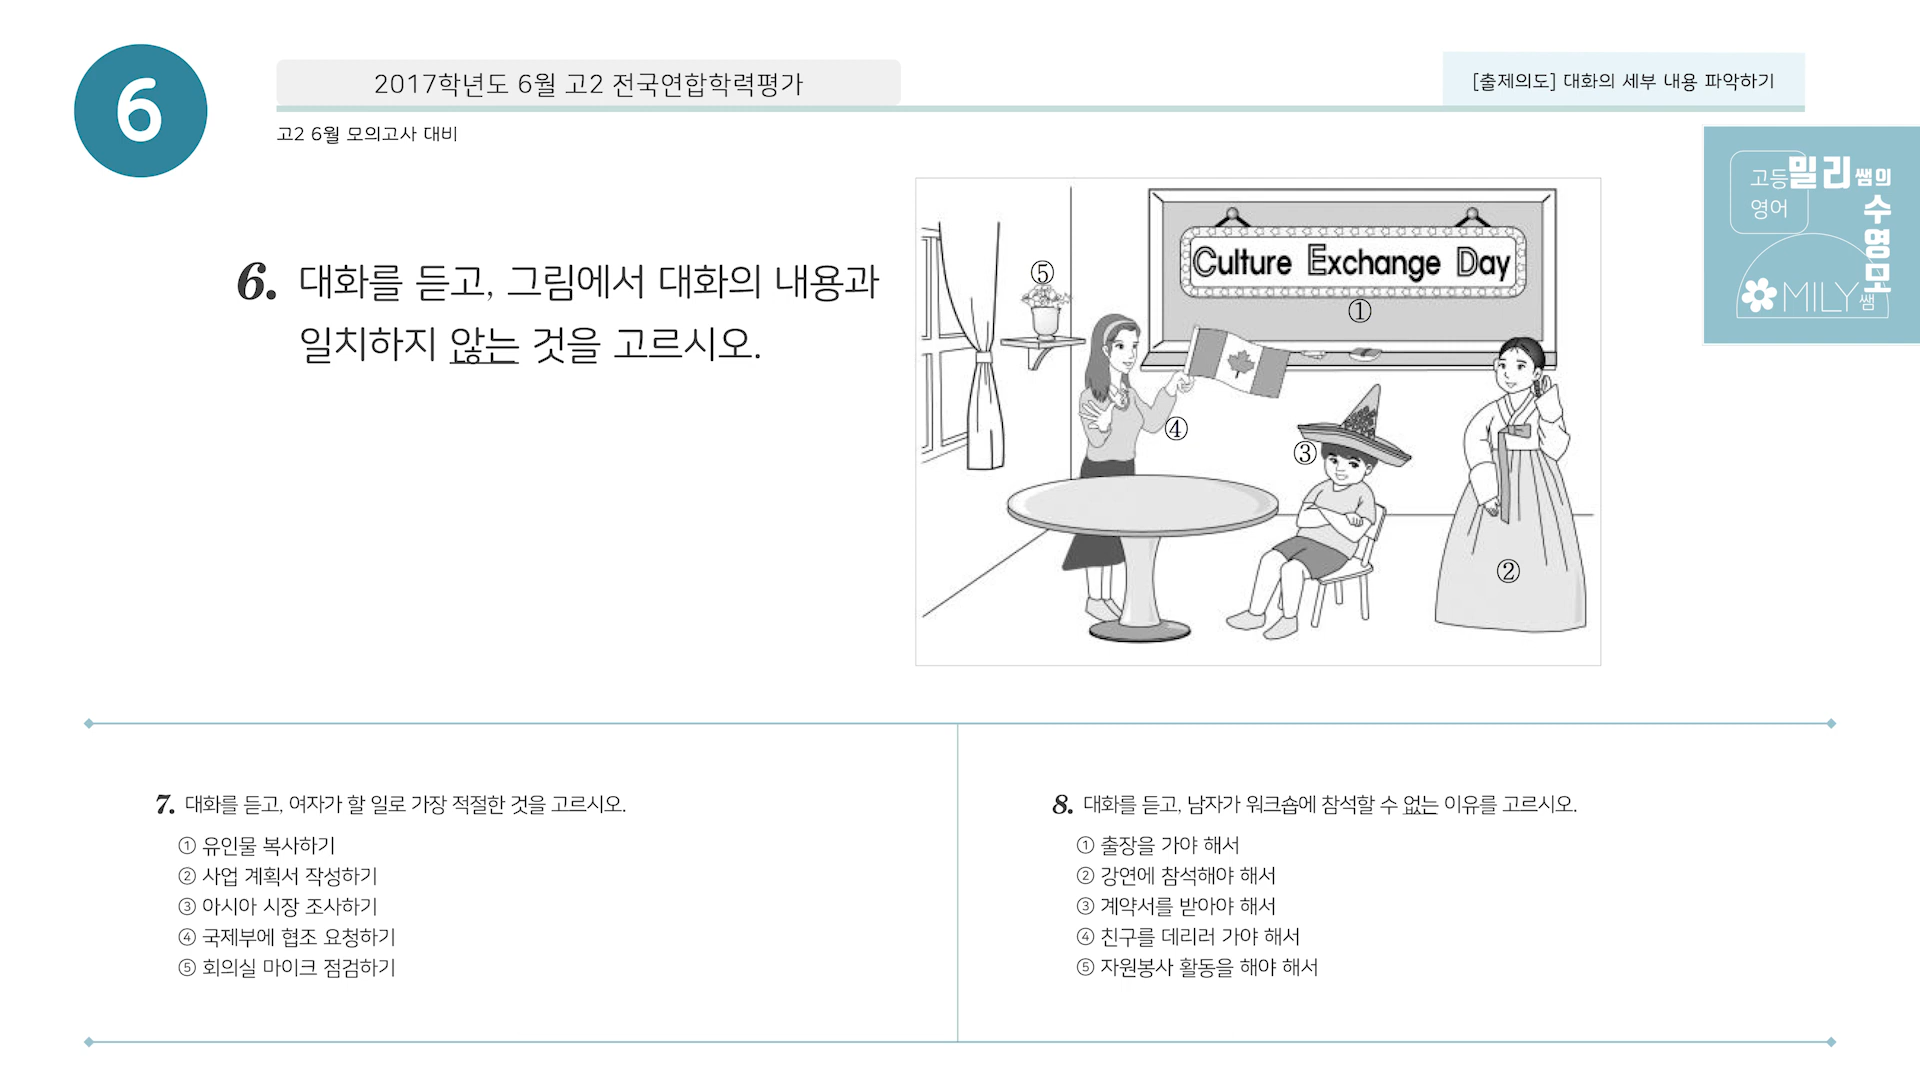 6
2017학년도 6월 고2 전국연합학력평가
[출제의도] 대화의 세부 내용 파악하기
고2 6월 모의고사 대비
고등 밀리쌤의
영어
수영모
MILY쌤
6. 대화를 듣고, 그림에서 대화의 내용과
일치하지 않는 것을 고르시오.
Culture Exchange Day
①
⑤
④
③
②
7. 대화를 듣고, 여자가 할 일로 가장 적절한 것을 고르시오.
① 유인물 복사하기
② 사업 계획서 작성하기
③ 아시아 시장 조사하기
④ 국제부에 협조 요청하기
⑤ 회의실 마이크 점검하기
8. 대화를 듣고, 남자가 워크숍에 참석할 수 없는 이유를 고르시오.
① 출장을 가야 해서
② 강연에 참석해야 해서
③ 계약서를 받아야 해서
④ 친구를 데리러 가야 해서
⑤ 자원봉사 활동을 해야 해서